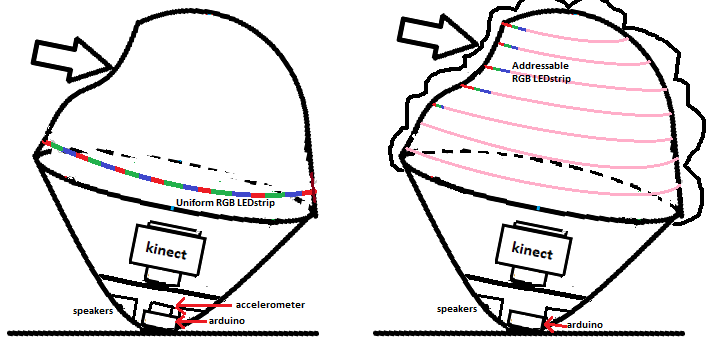 Addressable
RGB LEDstrip
Uniform RGB LEDstrip
kinect
kinect
accelerometer
speakers
arduino
speakers
arduino